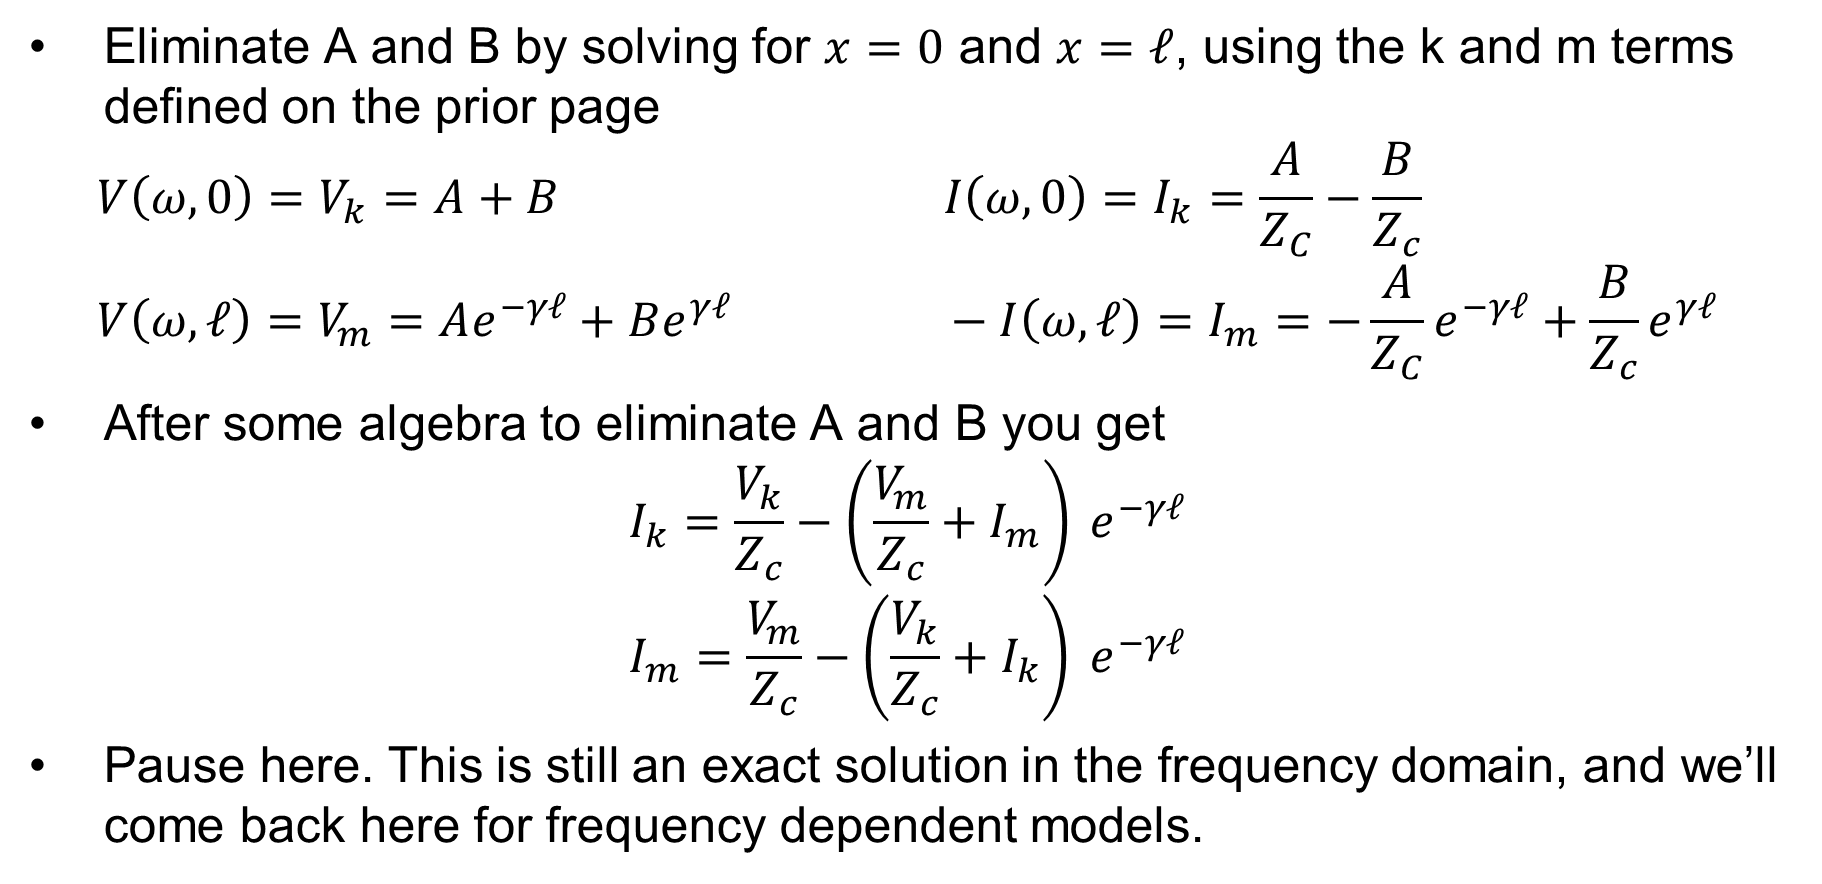 • Eliminate A and B by solving for x = 0 and x = ℓ, using the k and m terms
defined on the prior page
V(ω, 0) = V_k = A + B    I(ω, 0) = I_k = A/Z_C − B/Z_c
V(ω, ℓ) = V_m = Ae^{−γℓ} + Be^{γℓ}    − I(ω, ℓ) = I_m = −A/Z_C e^{−γℓ} + B/Z_c e^{γℓ}
• After some algebra to eliminate A and B you get
I_k = V_k/Z_c − (V_m/Z_c + I_m) e^{−γℓ}
I_m = V_m/Z_c − (V_k/Z_c + I_k) e^{−γℓ}
• Pause here. This is still an exact solution in the frequency domain, and we’ll
come back here for frequency dependent models.